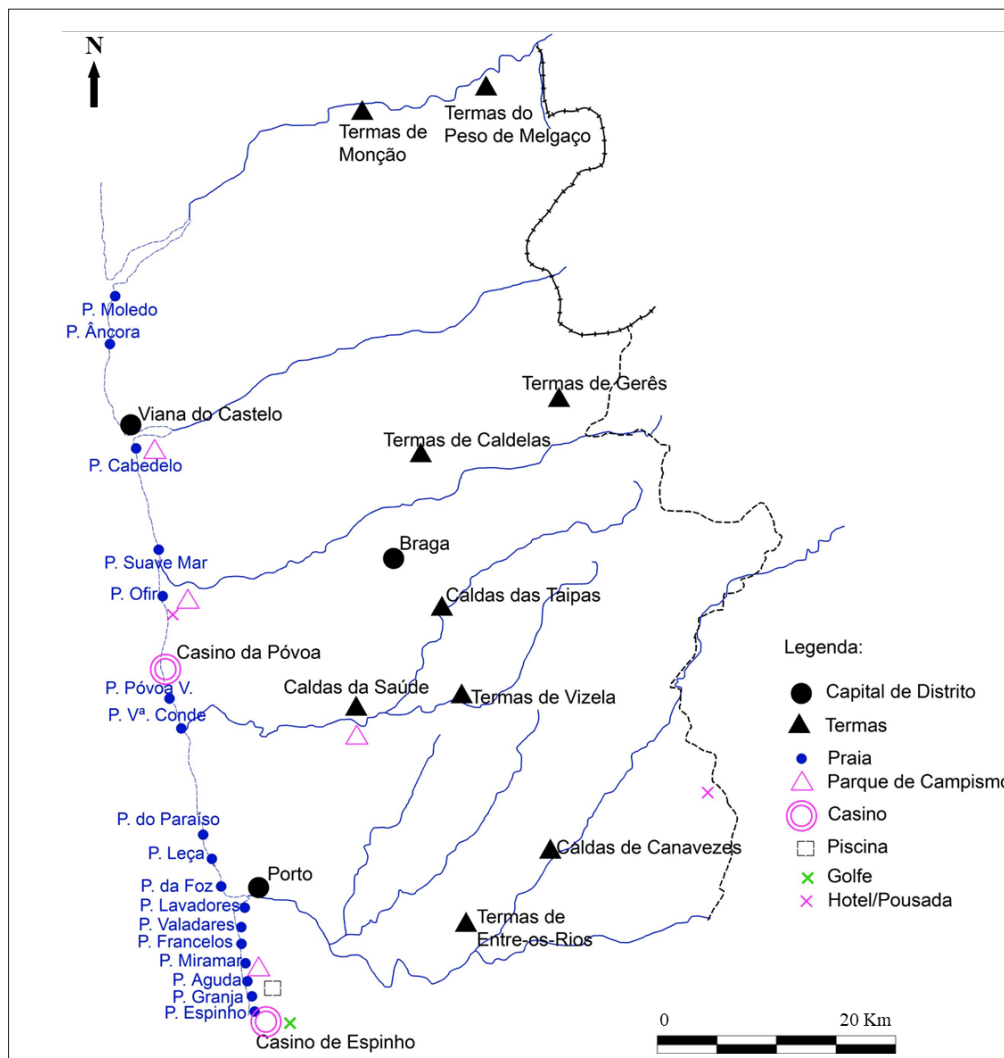 N
Termas de
Monção
Termas do
Peso de Melgaço
P. Moledo
P. Âncora
Viana do Castelo
Termas de Gerês
Termas de Caldelas
P. Cabedelo
Braga
P. Suave Mar
P. Ofir
Caldas das Taipas
Casino da Póvoa
Caldas da Saúde
P. Póvoa V.
Termas de Vizela
P. Vª. Conde
Legenda:
Capital de Distrito
Termas
Praia
Parque de Campismo
Casino
Piscina
Golfe
Hotel/Pousada
P. do Paraíso
P. Leça
Caldas de Canavezes
P. da Foz
Porto
P. Lavadores
P. Valadares
P. Francelos
Termas de
Entre-os-Rios
P. Miramar
P. Aguda
P. Granja
P. Espinho
Casino de Espinho
0 20 Km